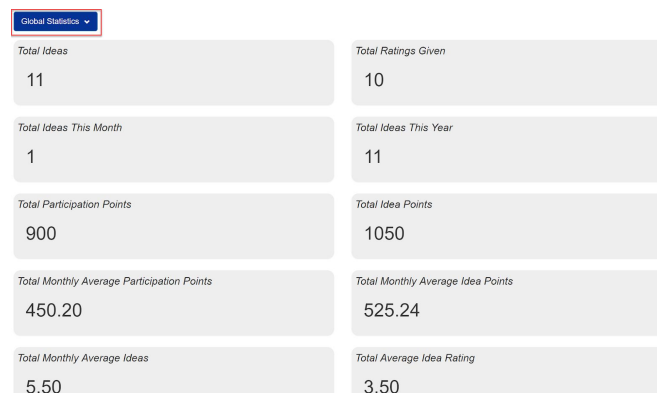 Global Statistics
Total Ideas
11
Total Ratings Given
10
Total Ideas This Month
1
Total Ideas This Year
11
Total Participation Points
900
Total Idea Points
1050
Total Monthly Average Participation Points
450.20
Total Monthly Average Idea Points
525.24
Total Monthly Average Ideas
5.50
Total Average Idea Rating
3.50